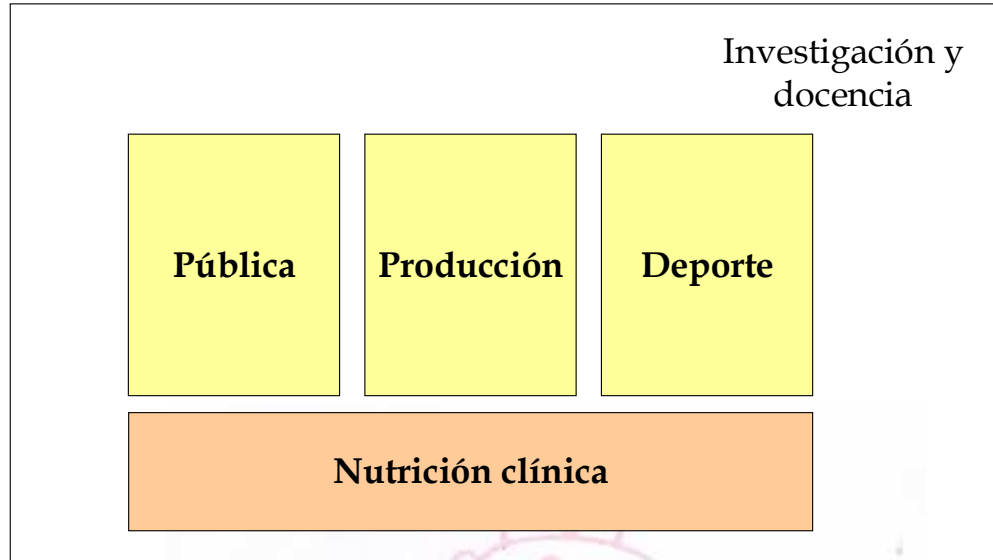 Investigación y
docencia
Pública
Producción
Deporte
Nutrición clínica